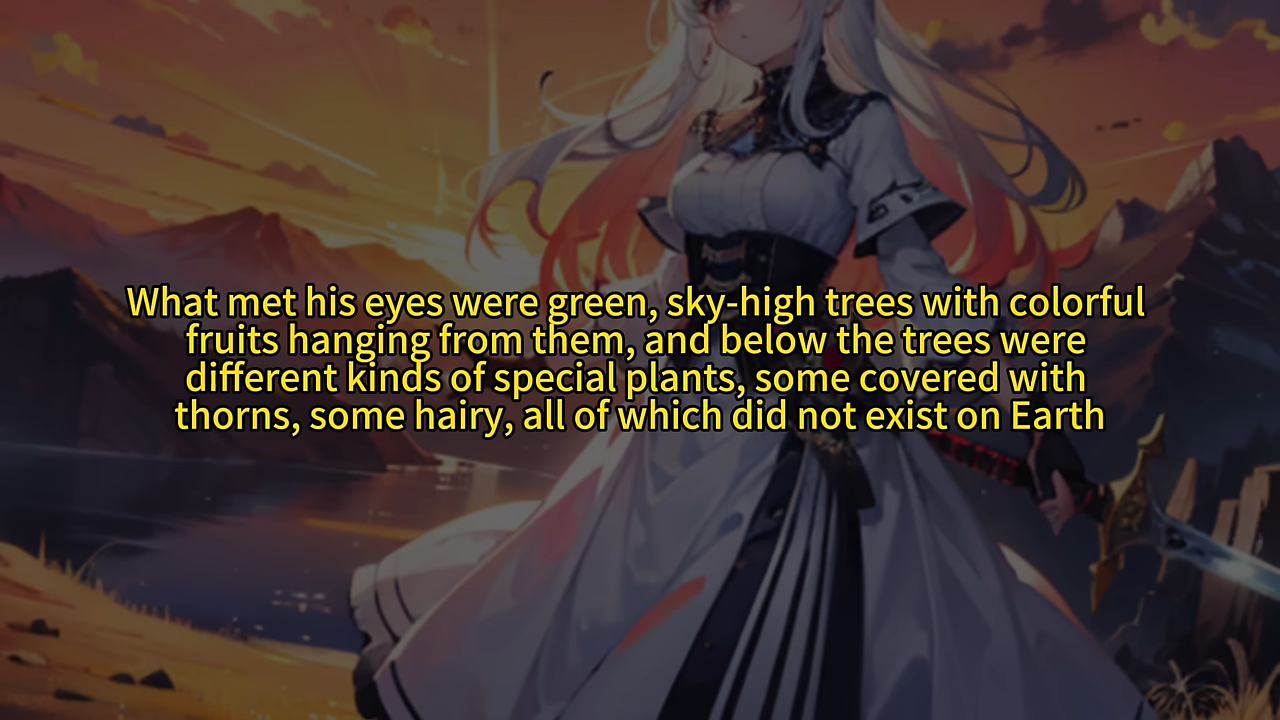 What met his eyes were green, sky-high trees with colorful
fruits hanging from them, and below the trees were
different kinds of special plants, some covered with
thorns, some hairy, all of which did not exist on Earth